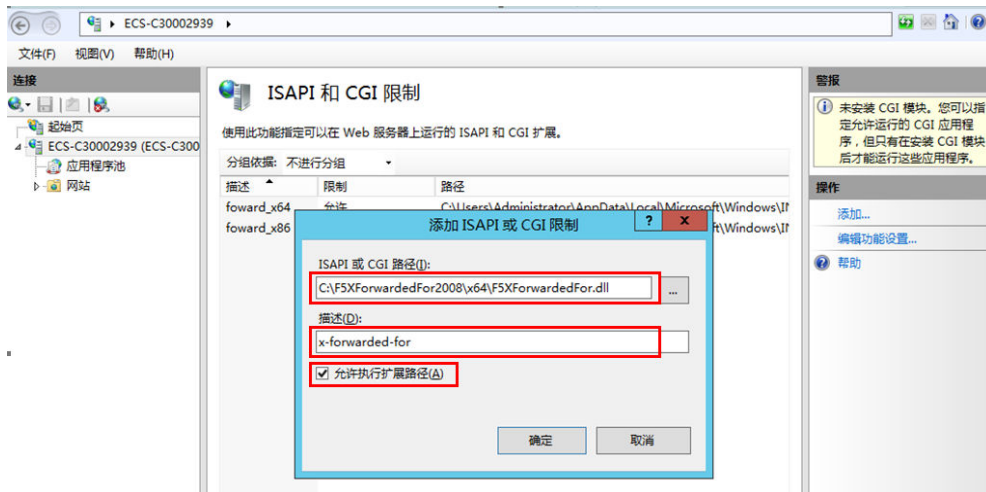 ECS-C30002939
文件(F) 视图(V) 帮助(H)
连接
起始页
ECS-C30002939 (ECS-C300
应用程序池
网站
ISAPI 和 CGI 限制
使用此功能指定可以在 Web 服务器上运行的 ISAPI 和 CGI 扩展。
分组依据: 不进行分组
描述 限制 路径
foward_x64 允许 C:\Users\Administrator\AppData\Local\Microsoft\Windows\IN
foward_x86 ft\Windows\IN
添加 ISAPI 或 CGI 限制
? x
ISAPI 或 CGI 路径(I):
C:\F5XForwardedFor2008\x64\F5XForwardedFor.dll
...
描述(D):
x-forwarded-for
允许执行扩展路径(A)
确定 取消
警报
未安装 CGI 模块。您可以指
定允许运行的 CGI 应用程
序，但只有在安装 CGI 模块
后才能运行这些应用程序。
操作
添加...
编辑功能设置...
帮助